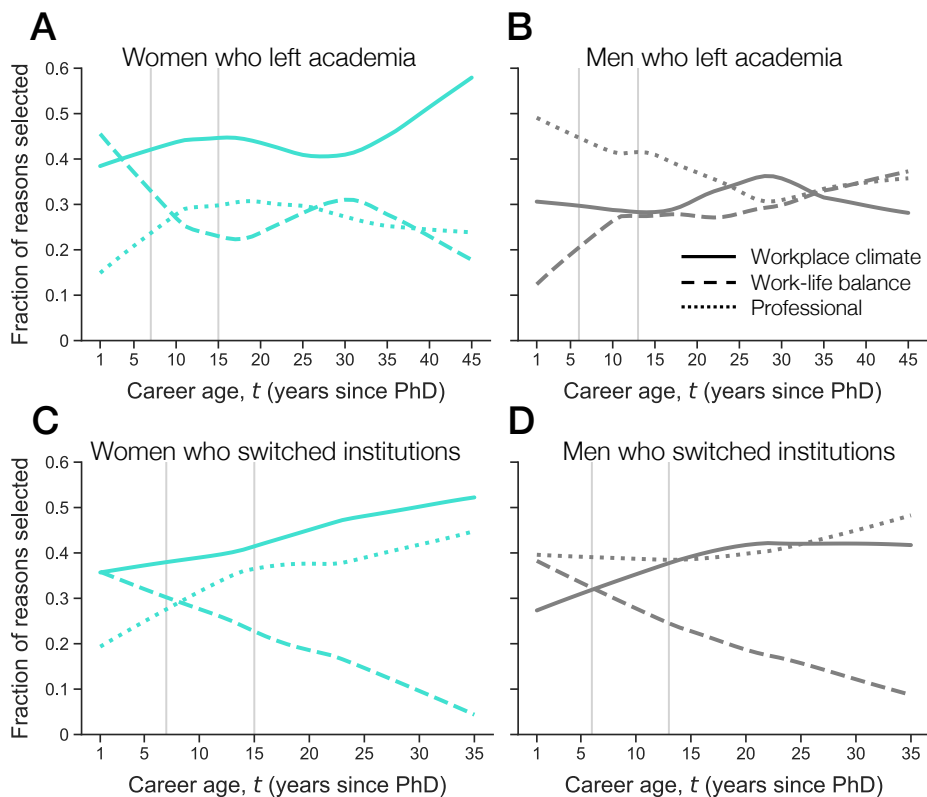 A
Women who left academia
B
Men who left academia
Fraction of reasons selected
0.6
0.5
0.4
0.3
0.2
0.1
0
1 5 10 15 20 25 30 35 40 45
Career age, t (years since PhD)
Workplace climate
Work-life balance
Professional
1 5 10 15 20 25 30 35 40 45
Career age, t (years since PhD)
C
Women who switched institutions
D
Men who switched institutions
Fraction of reasons selected
0.6
0.5
0.4
0.3
0.2
0.1
0
1 5 10 15 20 25 30 35
Career age, t (years since PhD)
1 5 10 15 20 25 30 35
Career age, t (years since PhD)